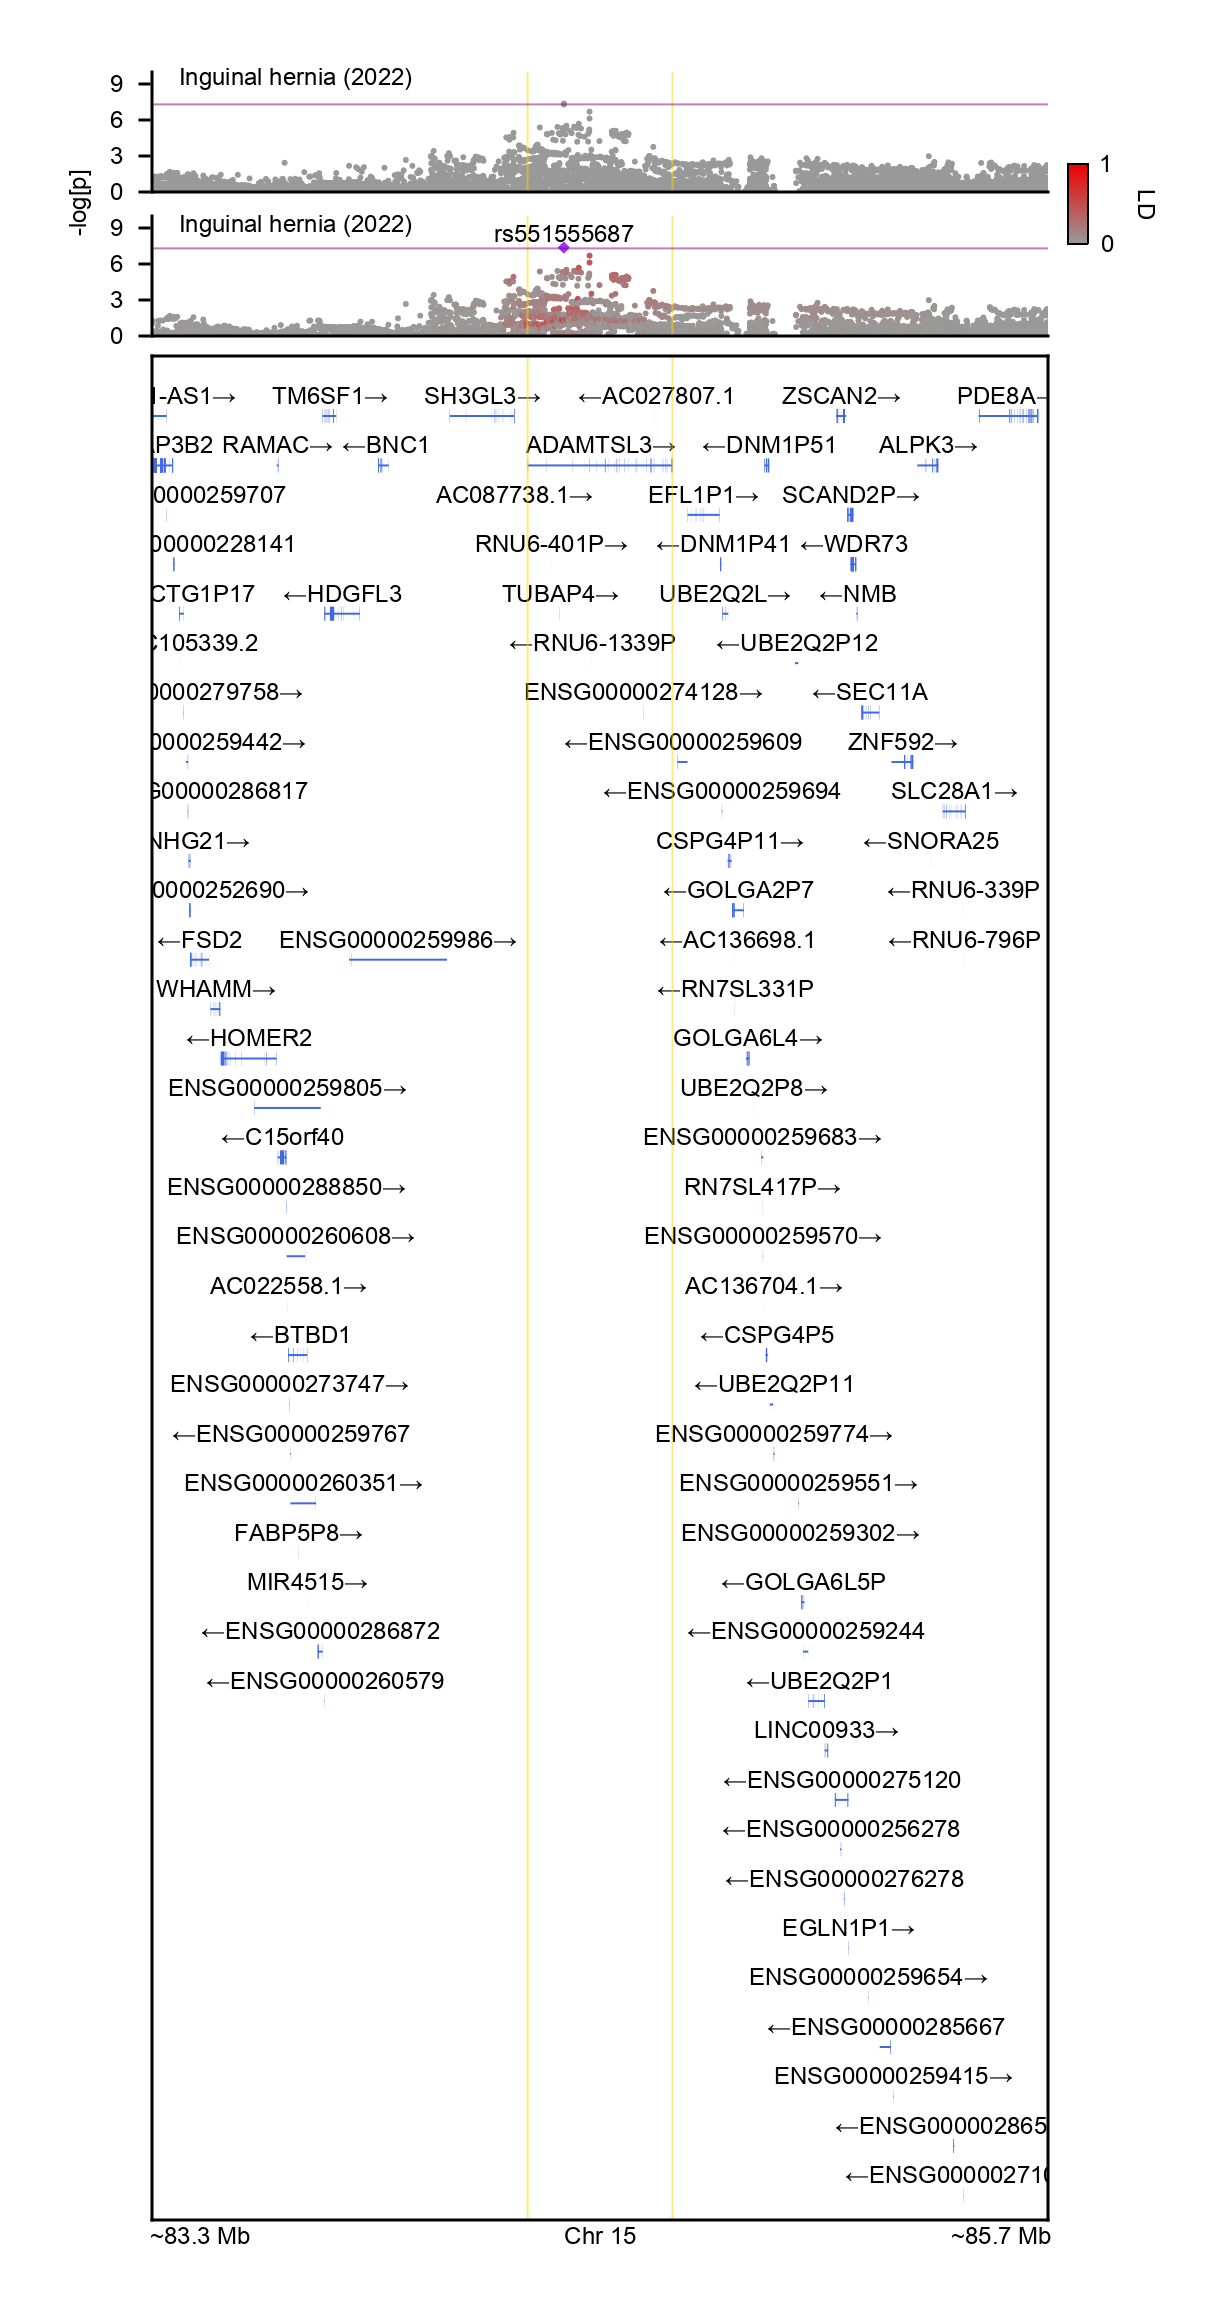 Inguinal hernia (2022)
9
6
3
0
-log[p]
1
0
LD
Inguinal hernia (2022)
rs551555687
9
6
3
0
I-AS1→ TM6SF1→ SH3GL3→ ←AC027807.1 ZSCAN2→ PDE8A
P3B2 RAMAC→ ←BNC1 ADAMTSL3→ ←DNM1P51 ALPK3→
0000259707 AC087738.1→ EFL1P1→ SCAND2P→
00000228141 RNU6-401P→ ←DNM1P41 ←WDR73
CTG1P17 ←HDGFL3 TUBAP4→ UBE2Q2L→ ←NMB
105339.2 ←RNU6-1339P ←UBE2Q2P12
0000279758→ ENSG00000274128→ ←SEC11A
0000259442→ ←ENSG00000259609 ZNF592→
G00000286817 ←ENSG00000259694 SLC28A1→
NHG21→ CSPG4P11→ ←SNORA25
0000252690→ ←GOLGA2P7 ←RNU6-339P
←FSD2 ENSG00000259986→ ←AC136698.1 ←RNU6-796P
WHAMM→ ←RN7SL331P
←HOMER2 GOLGA6L4→
ENSG00000259805→ UBE2Q2P8→
←C15orf40 ENSG00000259683→
ENSG00000288850→ RN7SL417P→
ENSG00000260608→ ENSG00000259570→
AC022558.1→ AC136704.1→
←BTBD1 ←CSPG4P5
ENSG00000273747→ ←UBE2Q2P11
←ENSG00000259767 ENSG00000259774→
ENSG00000260351→ ENSG00000259551→
FABP5P8→ ENSG00000259302→
MIR4515→ ←GOLGA6L5P
←ENSG00000286872 ←ENSG00000259244
←ENSG00000260579 ←UBE2Q2P1
LINC00933→
←ENSG00000275120
←ENSG00000256278
←ENSG00000276278
EGLN1P1→
ENSG00000259654→
←ENSG00000285667
ENSG00000259415→
←ENSG000002865
←ENSG00000271
~83.3 Mb Chr 15 ~85.7 Mb